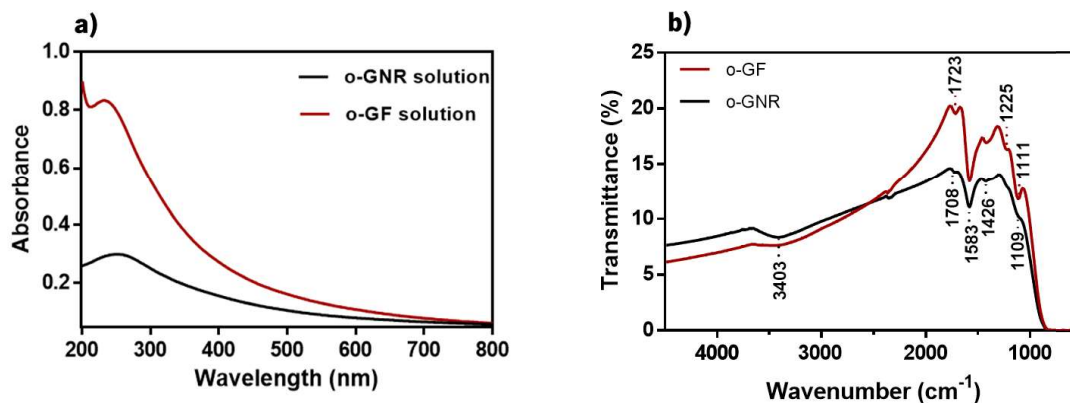 a)
1.0
0.8
0.6
0.4
0.2
Absorbance
o-GNR solution
o-GF solution
200 300 400 500 600 700 800
Wavelength (nm)
b)
25
20
15
10
5
0
Transmittance (%)
o-GF
o-GNR
3403
1723
1708
1583
1426
1225
1111
1109
4000 3000 2000 1000
Wavenumber (cm⁻¹)